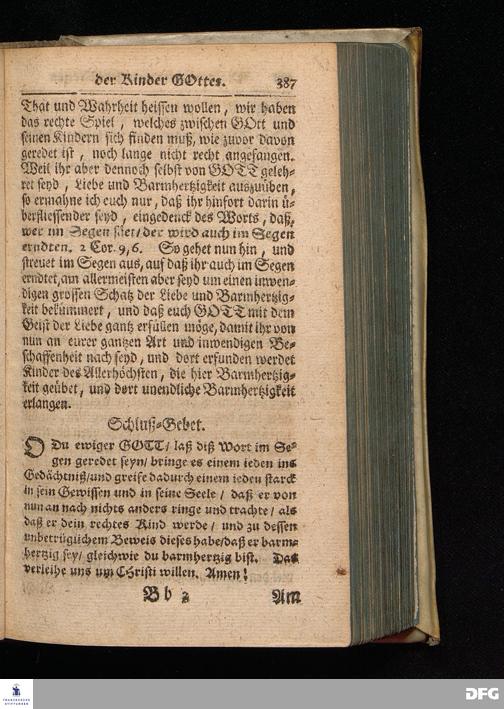 der Kinder GOttes. 387
That und Wahrheit heissen wollen, wir haben
das rechte Spiel, welches zwischen GOtt und
seinen Kindern sich finden muß, wie zuvor davon
geredet ist, noch lange nicht recht angefangen.
Weil ihr aber dennoch selbst von GOTT geleh-
ret seyd, Liebe und Barmhertzigkeit auszuüben,
so ermahne ich euch nur, daß ihr hinfort darin ü-
berfliessender seyd, eingedenck des Worts, daß,
wer im Segen säet/ der wird auch im Segen
erndten. 2 Cor. 9, 6. So gehet nun hin, und
streuet im Segen aus, auf daß ihr auch im Segen
erndtet, am allermeisten aber seyd um einen inwen-
digen grossen Schatz der Liebe und Barmhertzig-
keit bekümmert, und daß euch GOTT mit dem
Geist der Liebe gantz erfüllen möge, damit ihr von
nun an eurer gantzen Art und inwendigen Be-
schaffenheit nach seyd, und dort erfunden werdet
Kinder des Allerhöchsten, die hier Barmhertzig-
keit geübet, und dort unendliche Barmhertzigkeit
erlangen.
Schluß-Gebet.
O Du ewiger GOTT/ laß diß Wort im Se-
gen geredet seyn/ bringe es einem ieden ins
Gedächtniß/ und greife dadurch einem ieden starck
in sein Gewissen und in seine Seele/ daß er von
nun an nach nichts anders ringe und trachte/ als
daß er dein rechtes Kind werde/ und zu dessen
unbetrüglichem Beweis dieses habe/ daß er barm-
hertzig sey/ gleichwie du barmhertzig bist. Das
verleihe uns um CHristi willen. Amen!
B b 2 Am
FRANCKESCHE
STIFTUNGEN
DFG